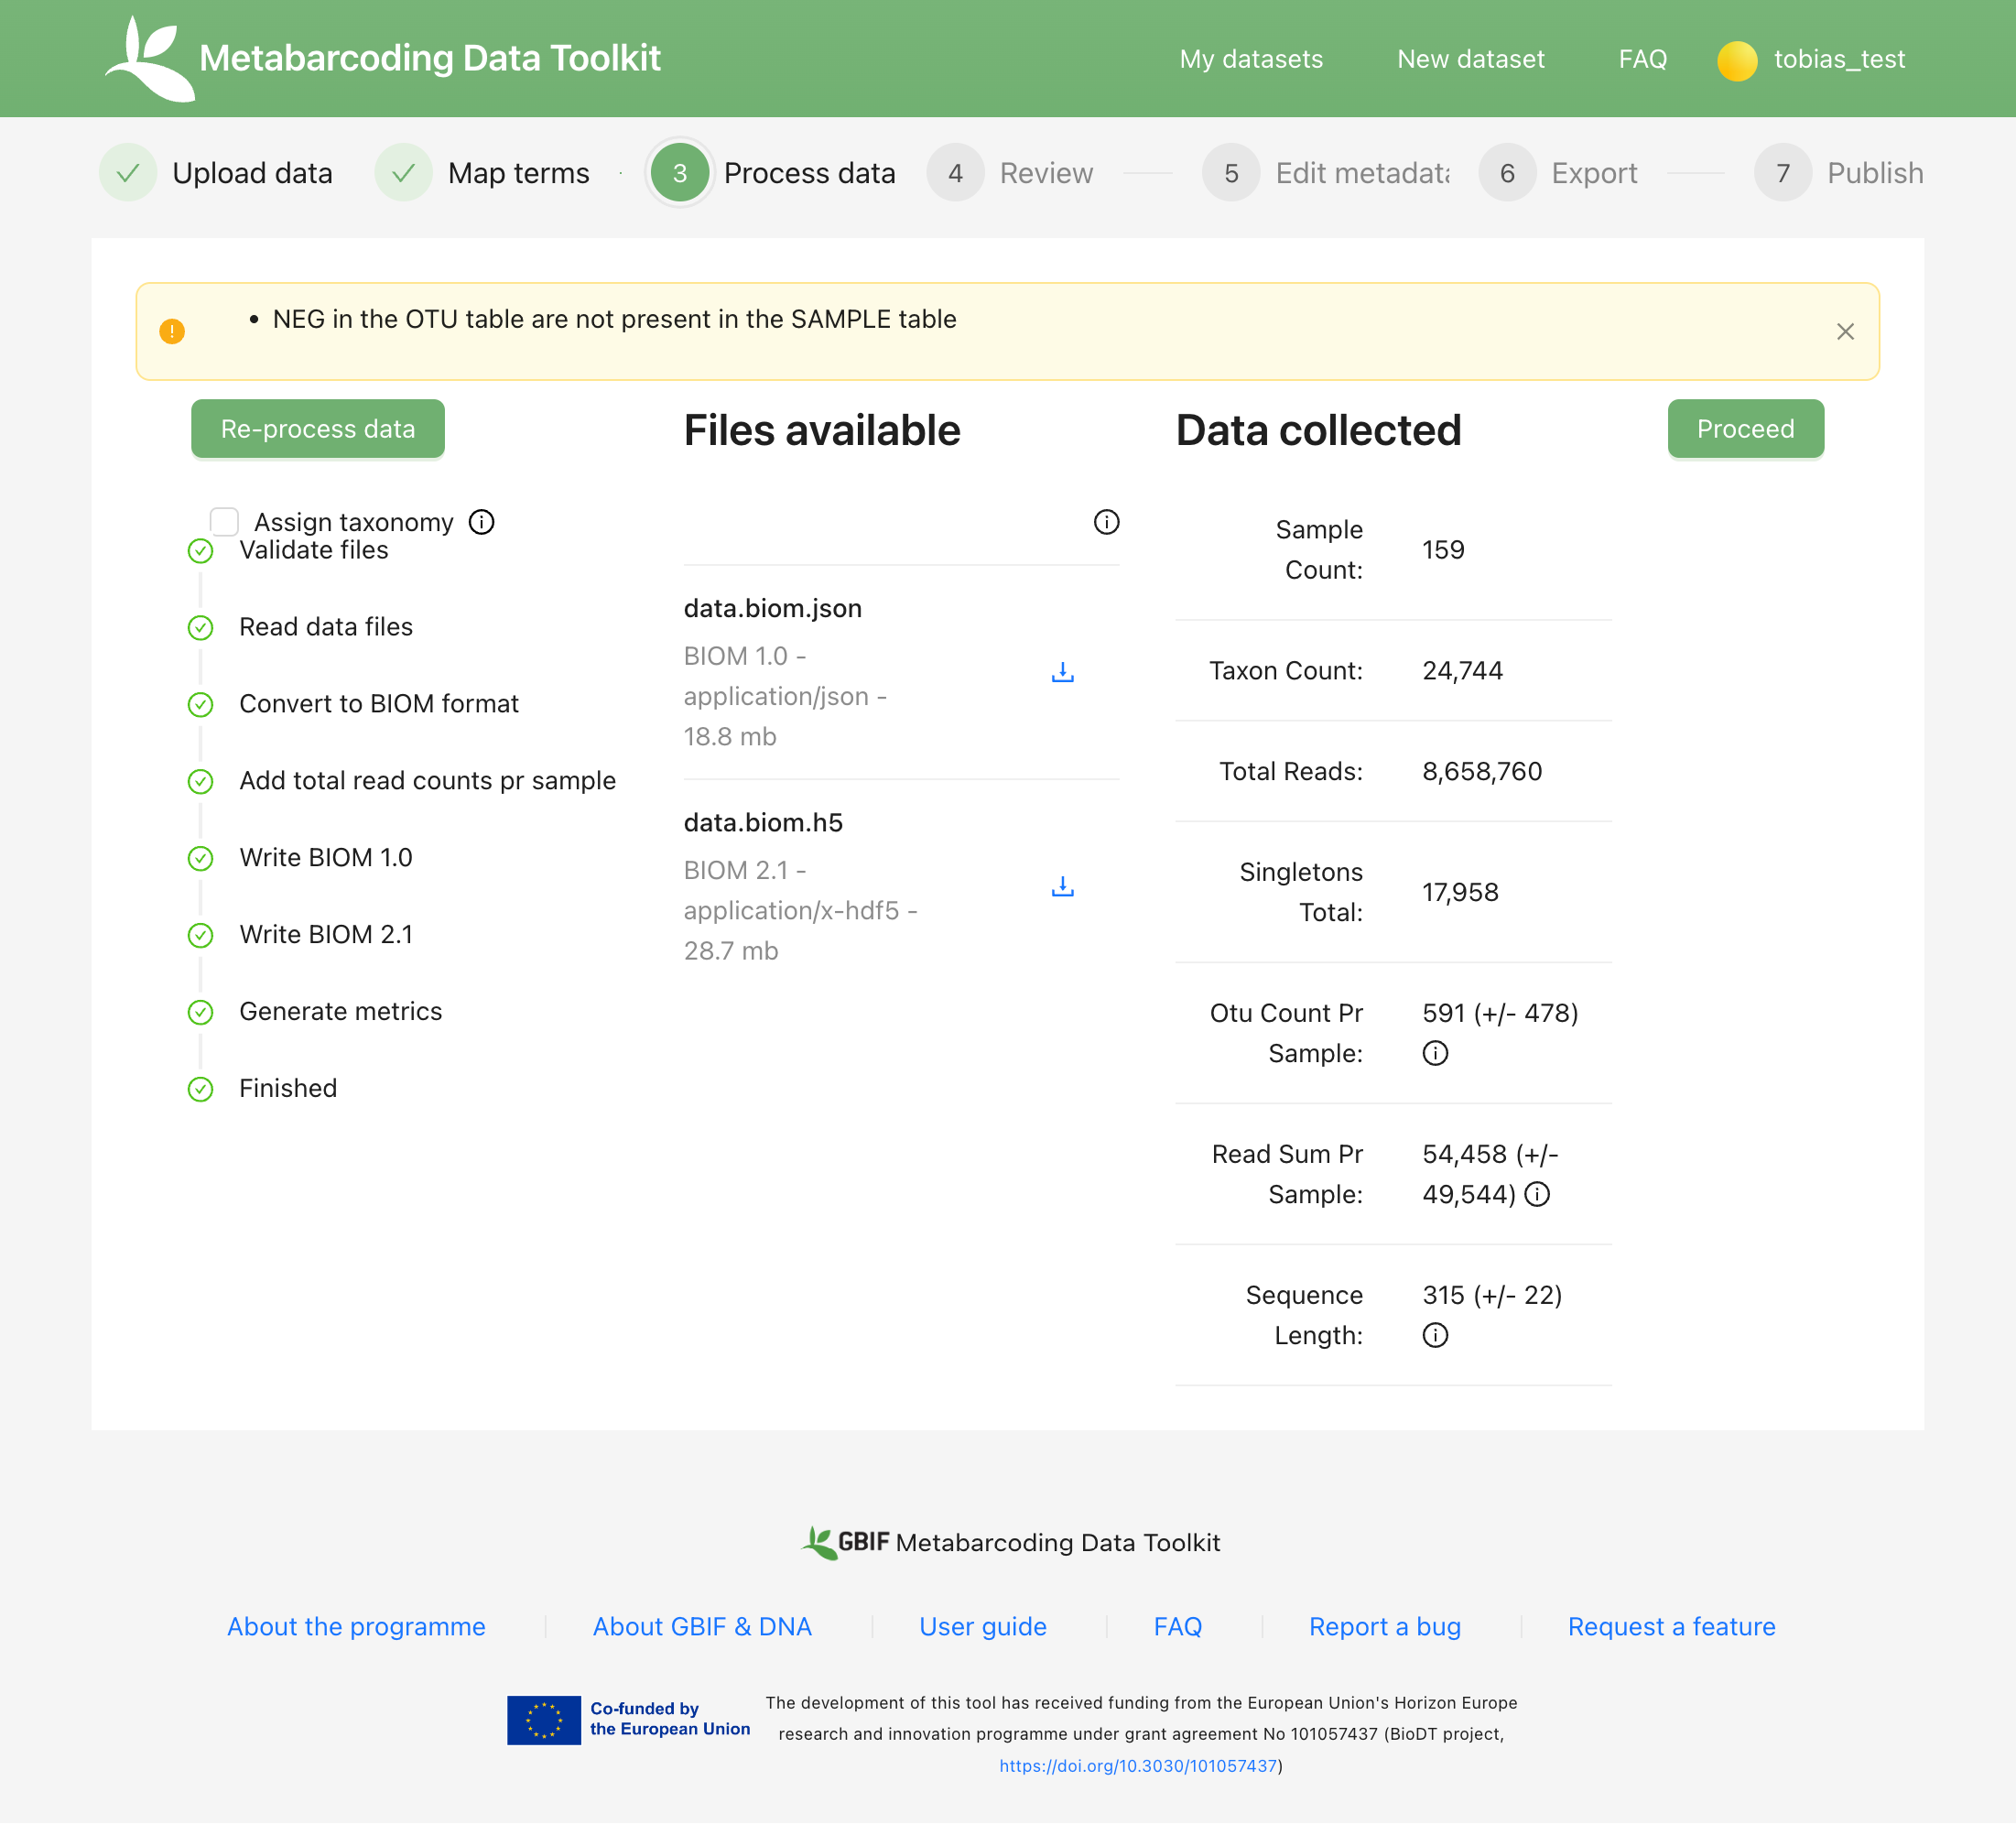 Metabarcoding Data Toolkit
My datasets
New dataset
FAQ
tobias_test
Upload data
Map terms
3 Process data
4 Review
5 Edit metadata
6 Export
7 Publish
NEG in the OTU table are not present in the SAMPLE table
Re-process data
Assign taxonomy
Validate files
Read data files
Convert to BIOM format
Add total read counts pr sample
Write BIOM 1.0
Write BIOM 2.1
Generate metrics
Finished
Files available
data.biom.json
BIOM 1.0 -
application/json -
18.8 mb
data.biom.h5
BIOM 2.1 -
application/x-hdf5 -
28.7 mb
Data collected
Proceed
Sample
Count:
159
Taxon Count:
24,744
Total Reads:
8,658,760
Singletons
Total:
17,958
Otu Count Pr
Sample:
591 (+/- 478)
Read Sum Pr
Sample:
54,458 (+/-
49,544)
Sequence
Length:
315 (+/- 22)
GBIF Metabarcoding Data Toolkit
About the programme
About GBIF & DNA
User guide
FAQ
Report a bug
Request a feature
Co-funded by
the European Union
The development of this tool has received funding from the European Union's Horizon Europe
research and innovation programme under grant agreement No 101057437 (BioDT project,
https://doi.org/10.3030/101057437)